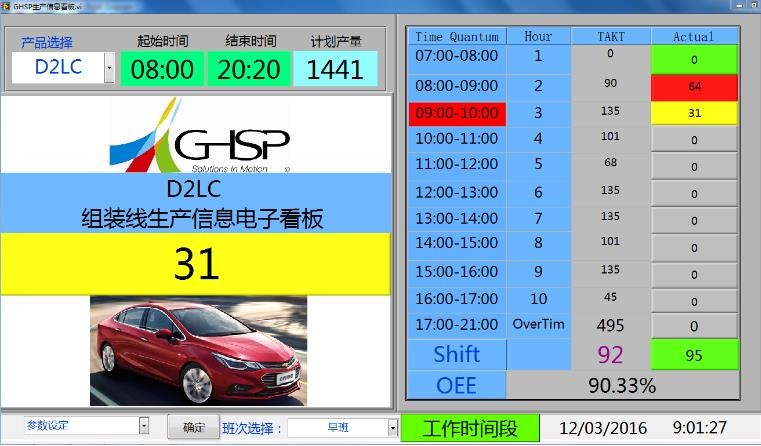 GHSP生产信息看板.vi
产品选择
起始时间
结束时间
计划产量
D2LC
08:00
20:20
1441
GHSP
Solutions In Motion
®
D2LC
组装线生产信息电子看板
31
Time Quantum Hour TAKT Actual
07:00-08:00 1 0 0
08:00-09:00 2 90 64
09:00-10:00 3 135 31
10:00-11:00 4 101 0
11:00-12:00 5 68 0
12:00-13:00 6 135 0
13:00-14:00 7 135 0
14:00-15:00 8 101 0
15:00-16:00 9 135 0
16:00-17:00 10 45 0
17:00-21:00 OverTim 495 0
Shift 92 95
OEE 90.33%
参数设定
确定
班次选择：
早班
工作时间段
12/03/2016
9:01:27